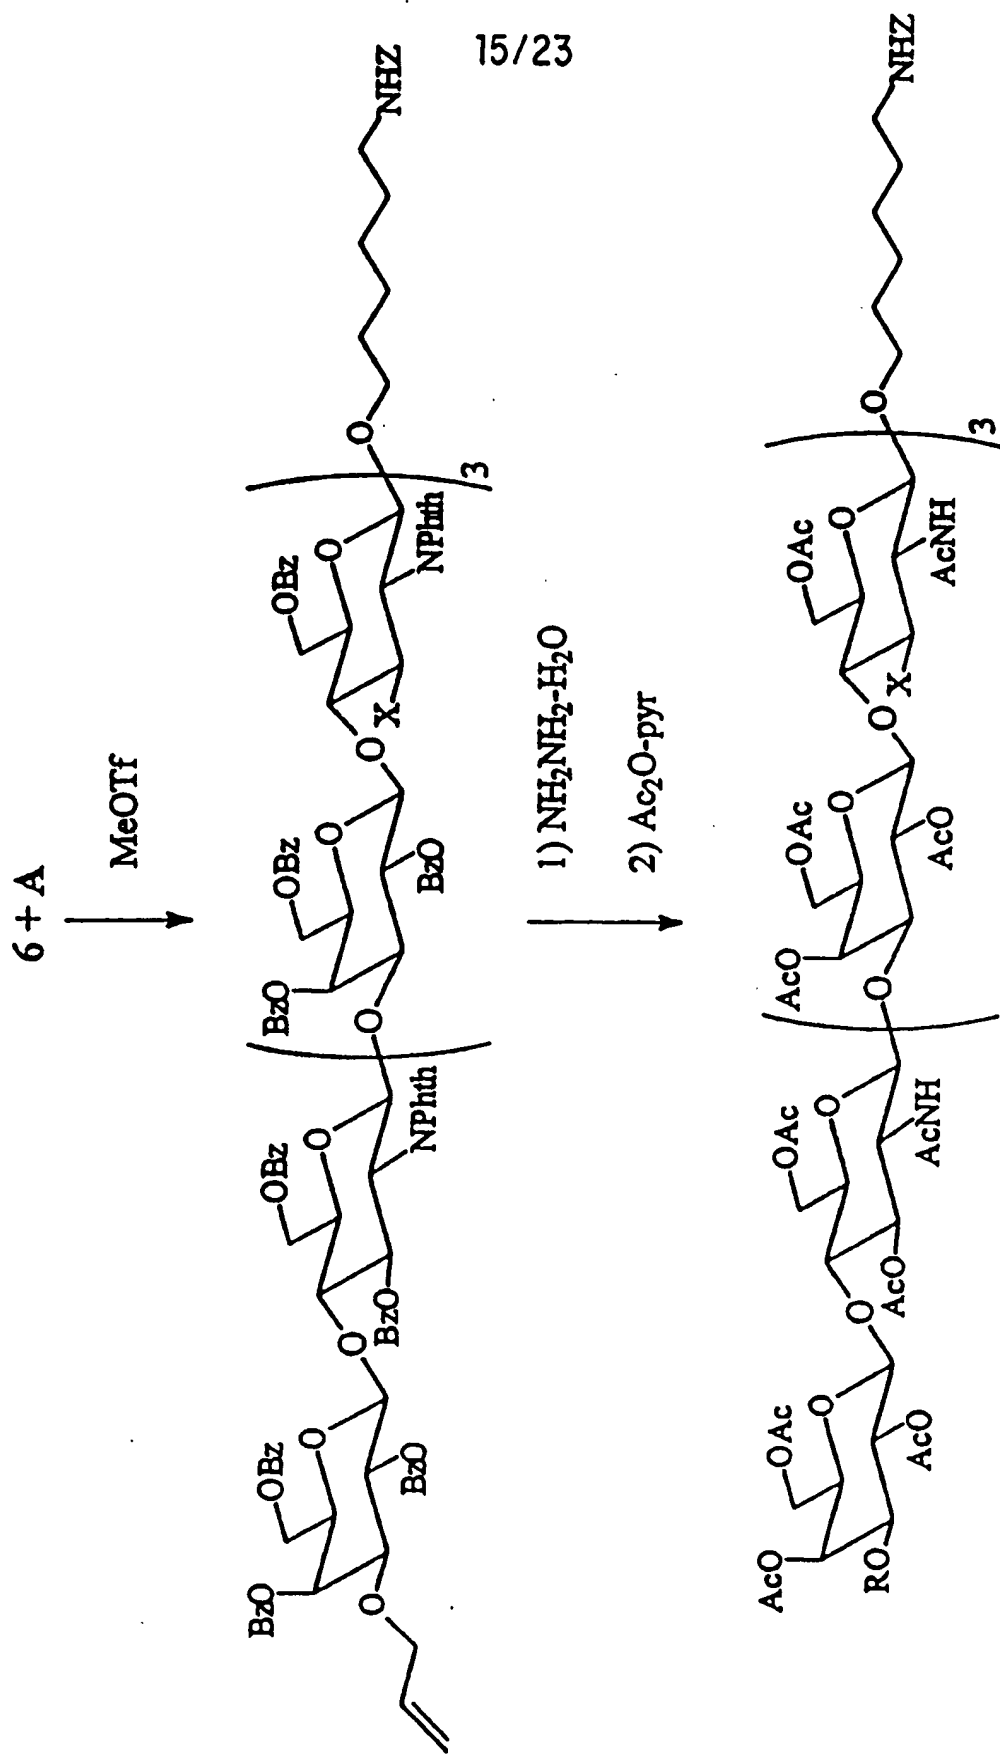 15/23
6 + A
MeOTf
BzO OBz O O BzO O OBz O BzO NPhth O BzO OBz O BzO O OBz O X NPhth 3 O NHZ
1) NH2NH2-H2O
2) Ac2O-pyr
AcO OAc O RO AcO O OAc O AcO AcNH O AcO OAc O AcO O OAc O X AcNH 3 O NHZ